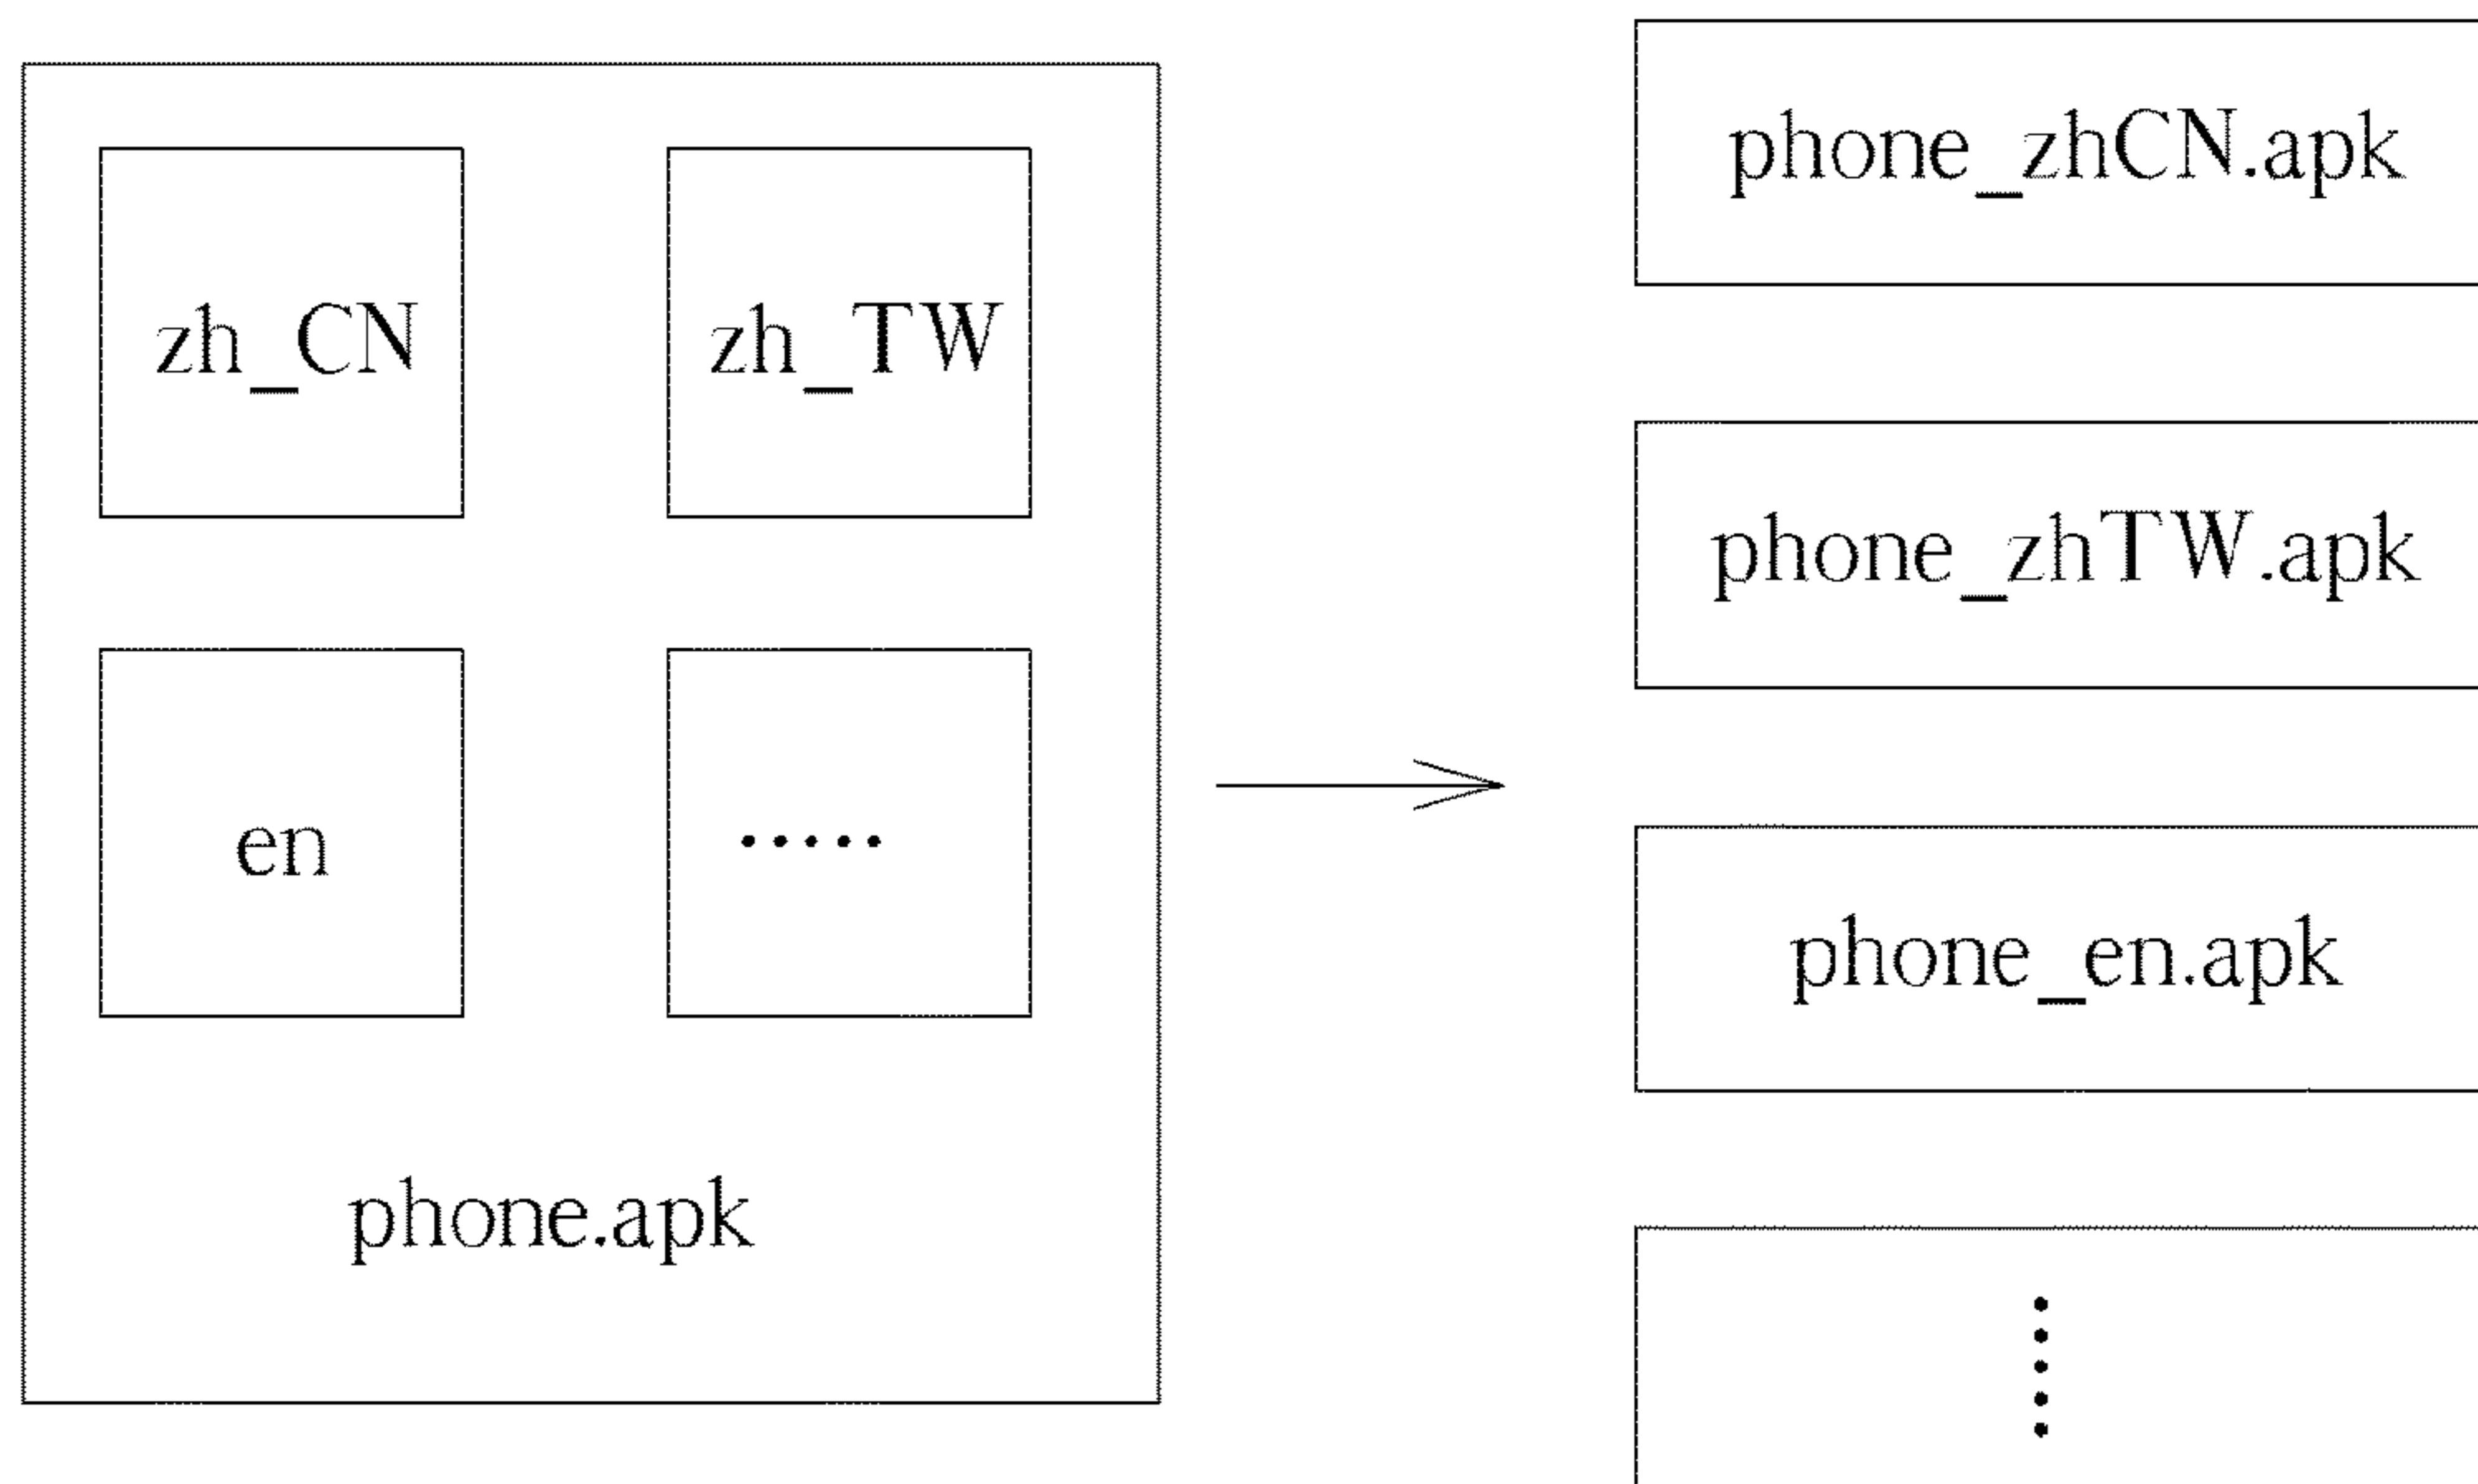 zh_CN
zh_TW
en
.....
phone.apk
phone_zhCN.apk
phone_zhTW.apk
phone_en.apk